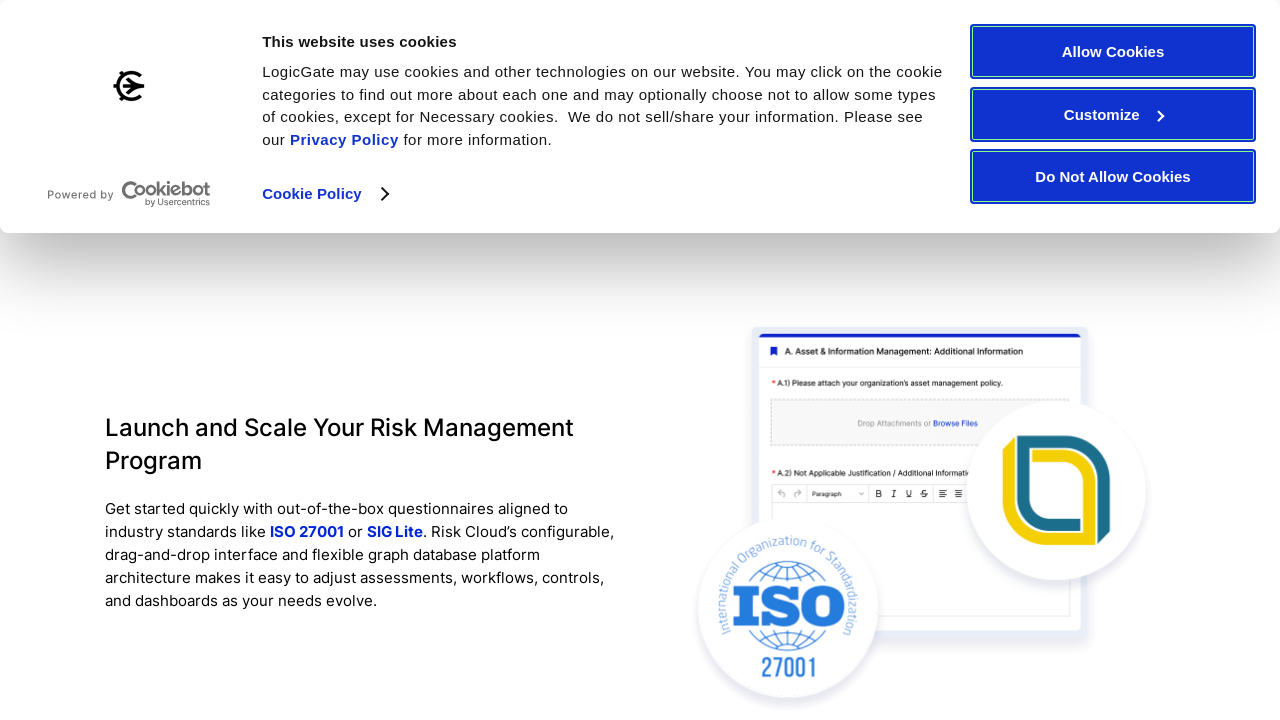 This website uses cookies
LogicGate may use cookies and other technologies on our website. You may click on the cookie
categories to find out more about each one and may optionally choose not to allow some types
of cookies, except for Necessary cookies.  We do not sell/share your information. Please see
our Privacy Policy for more information.
Cookie Policy
Powered by Cookiebot
by Usercentrics
Allow Cookies
Customize
Do Not Allow Cookies
Launch and Scale Your Risk Management
Program
Get started quickly with out-of-the-box questionnaires aligned to
industry standards like ISO 27001 or SIG Lite. Risk Cloud’s configurable,
drag-and-drop interface and flexible graph database platform
architecture makes it easy to adjust assessments, workflows, controls,
and dashboards as your needs evolve.
A. Asset & Information Management: Additional Information
* A.1) Please attach your organization's asset management policy.
Drop Attachments or Browse Files
* A.2) Not Applicable Justification / Additional
Paragraph
B I U S
International Organization for Standardization
ISO
27001